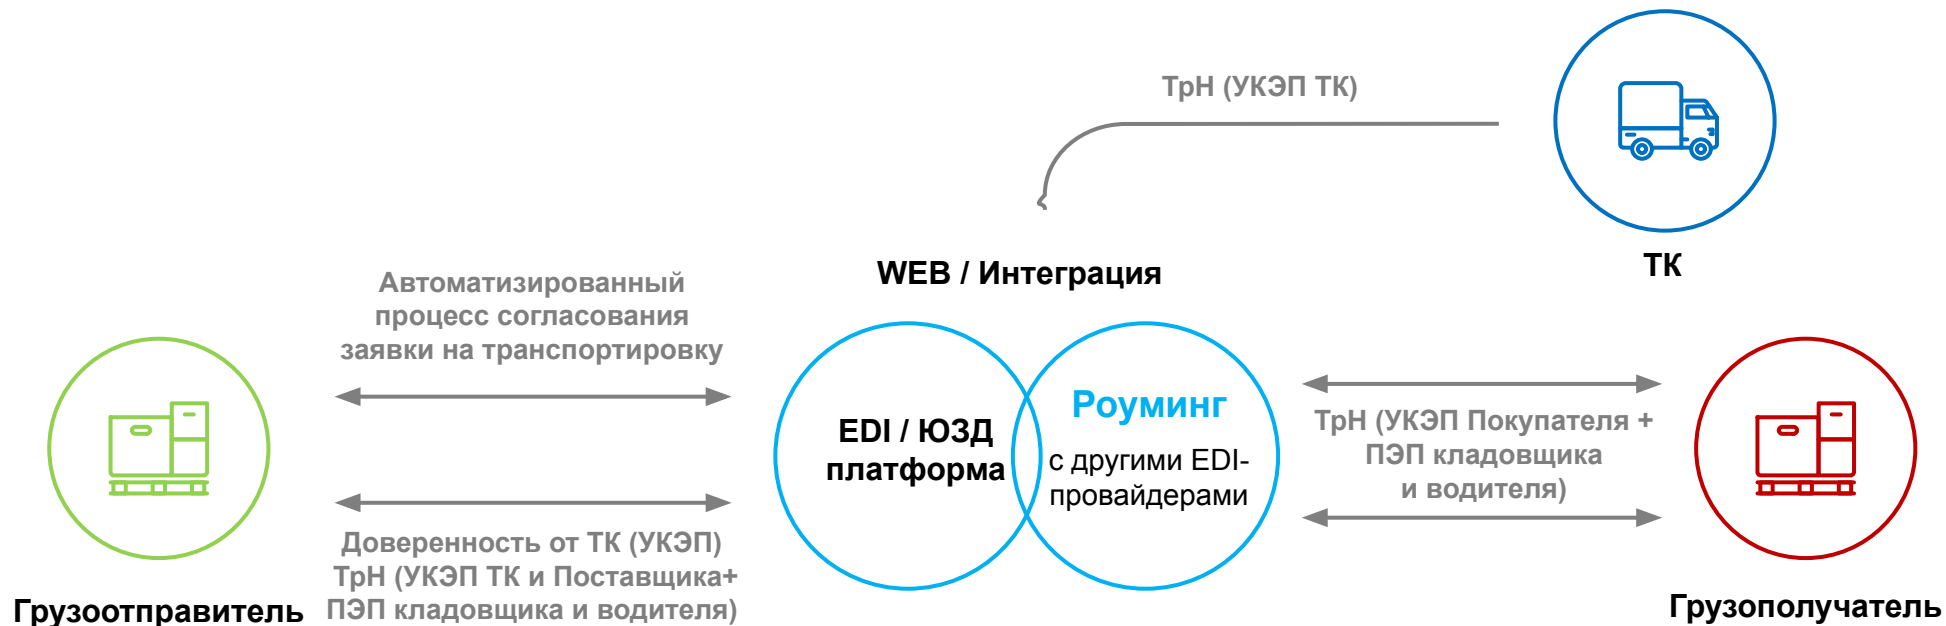 ТрН (УКЭП ТК)
ТК
WEB / Интеграция
Автоматизированный
процесс согласования
заявки на транспортировку
EDI / ЮЗД
платформа
Роуминг
с другими EDI-
провайдерами
ТрН (УКЭП Покупателя +
ПЭП кладовщика
и водителя)
Доверенность от ТК (УКЭП)
ТрН (УКЭП ТК и Поставщика+
ПЭП кладовщика и водителя)
Грузоотправитель
Грузополучатель